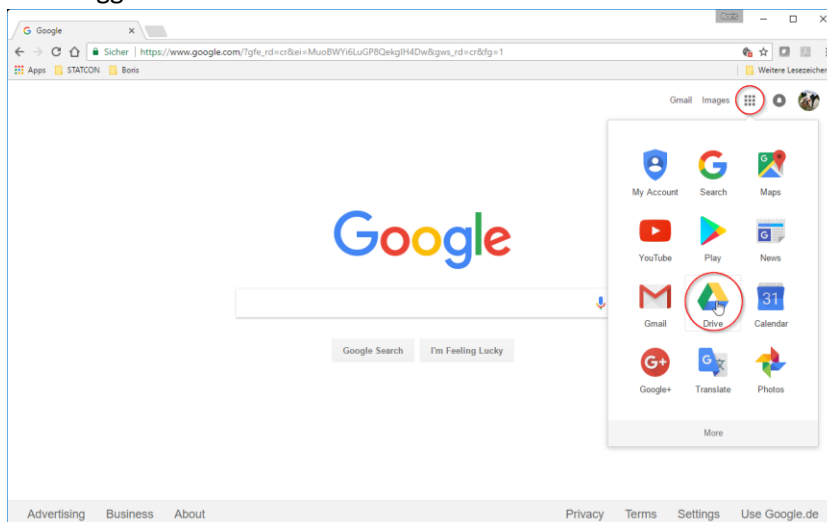 Boris
Google
Sicher | https://www.google.com/?gfe_rd=cr&ei=MuoBWYi6LuGP8QekgIH4Dw&gws_rd=cr&fg=1
Apps STATCON Boris Weitere Lesezeichen
Gmail Images
My Account Search Maps
YouTube Play News
31
Gmail Drive Calendar
Google
G+
Google+ Translate Photos
Google Search I'm Feeling Lucky
More
Advertising Business About Privacy Terms Settings Use Google.de